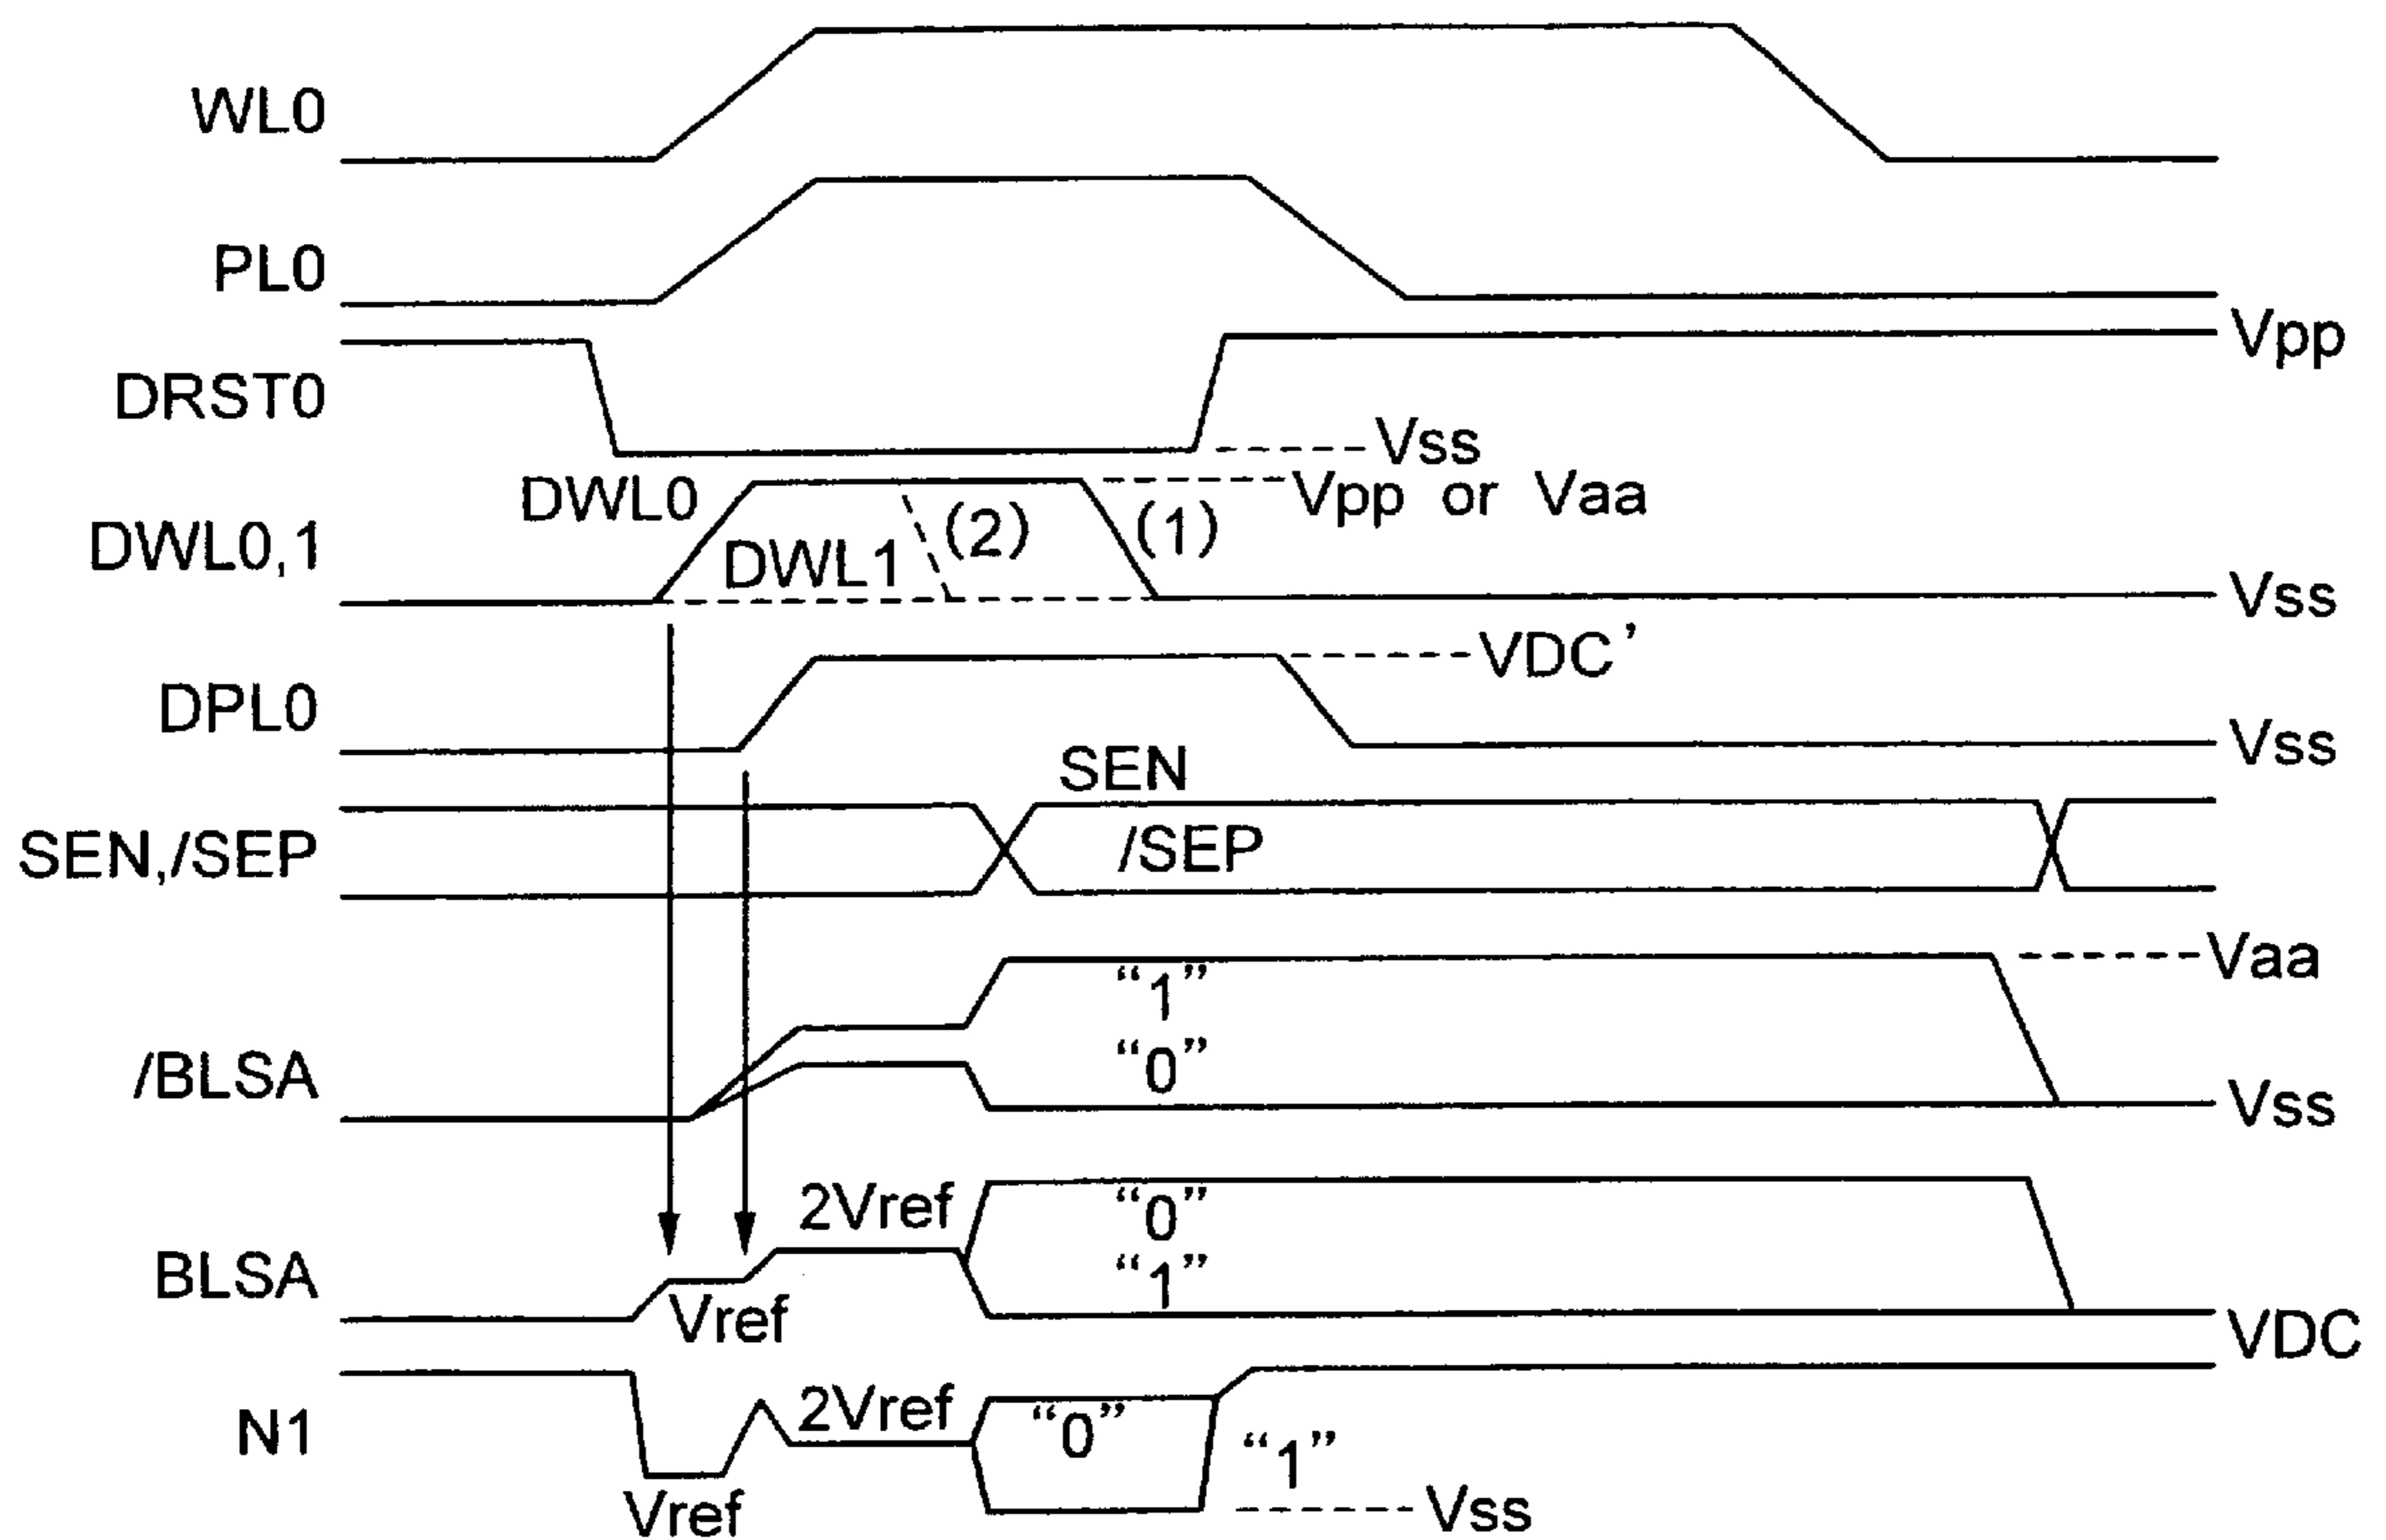 WL0
PL0
Vpp
DRST0
Vss
DWL0
Vpp or Vaa
DWL0,1
DWL1
(2)
(1)
Vss
VDC'
DPL0
Vss
SEN
SEN,/SEP
/SEP
Vaa
“1”
/BLSA
“0”
Vss
2Vref
“0”
BLSA
“1”
Vref
VDC
2Vref
“0”
N1
“1”
Vref
Vss